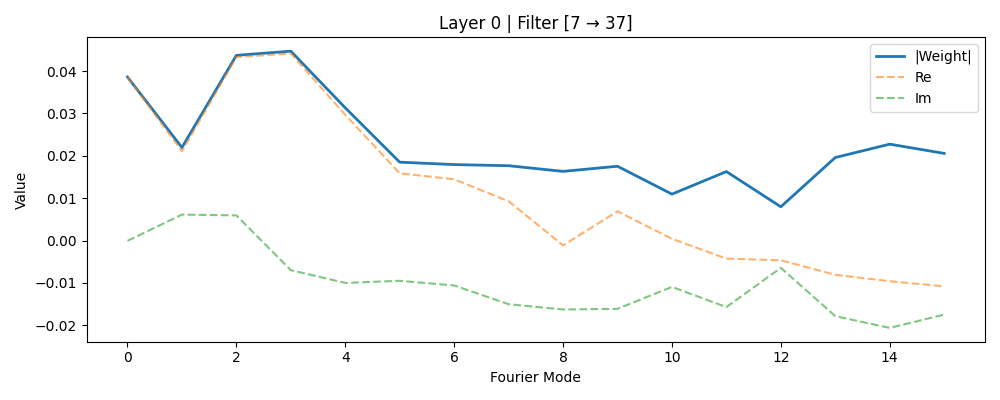 Layer 0 | Filter [7 → 37]
|Weight|
Re
Im
Value
0.04
0.03
0.02
0.01
0.00
−0.01
−0.02
0 2 4 6 8 10 12 14
Fourier Mode